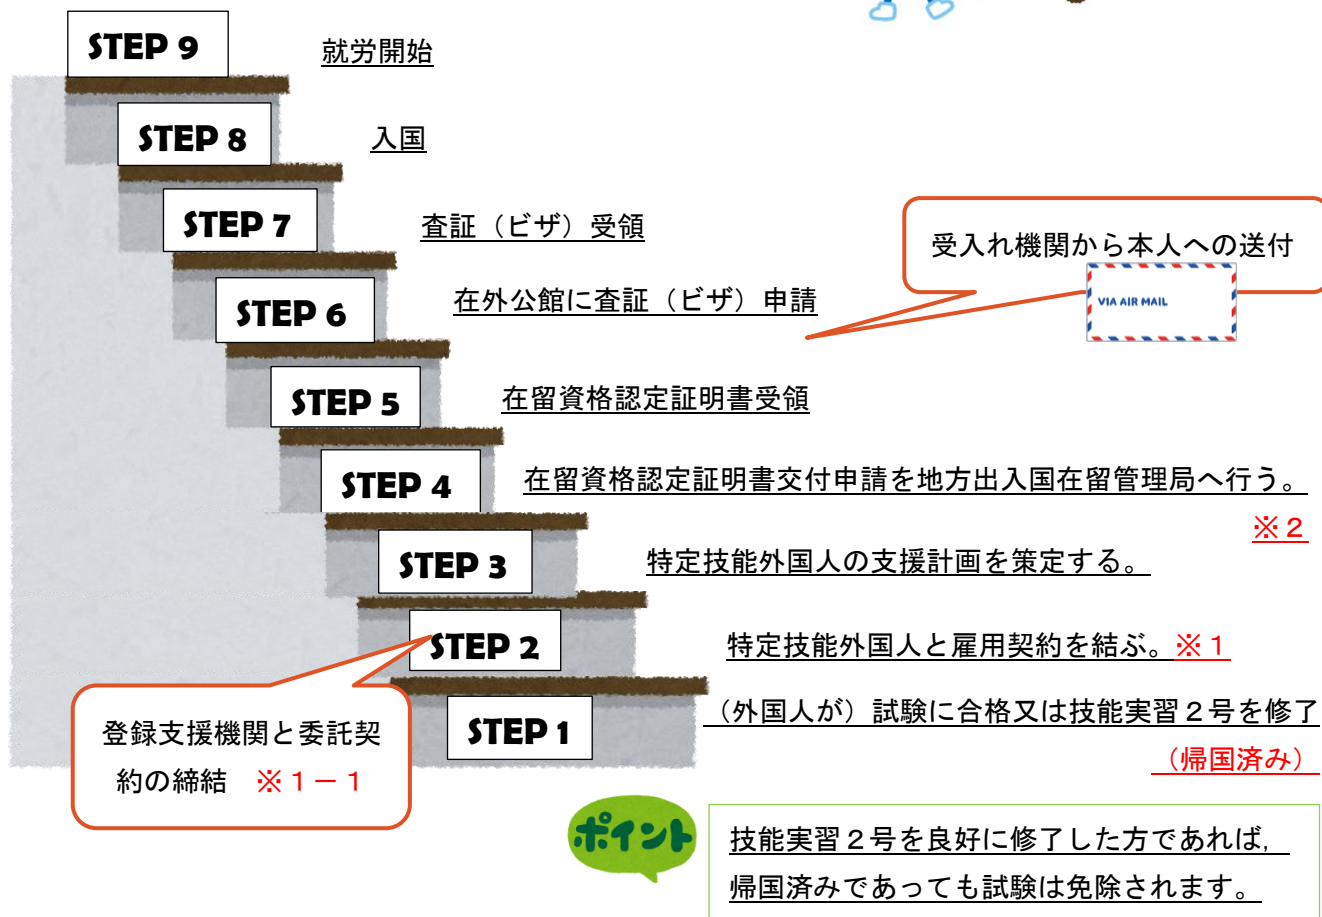 STEP 9
就労開始
STEP 8
入国
STEP 7
査証（ビザ）受領
受入れ機関から本人への送付
VIA AIR MAIL
STEP 6
在外公館に査証（ビザ）申請
STEP 5
在留資格認定証明書受領
STEP 4
在留資格認定証明書交付申請を地方出入国在留管理局へ行う。
※２
STEP 3
特定技能外国人の支援計画を策定する。
STEP 2
特定技能外国人と雇用契約を結ぶ。※１
登録支援機関と委託契
約の締結　※１－１
STEP 1
（外国人が）試験に合格又は技能実習２号を修了
（帰国済み）
ポイント
技能実習２号を良好に修了した方であれば,
帰国済みであっても試験は免除されます。